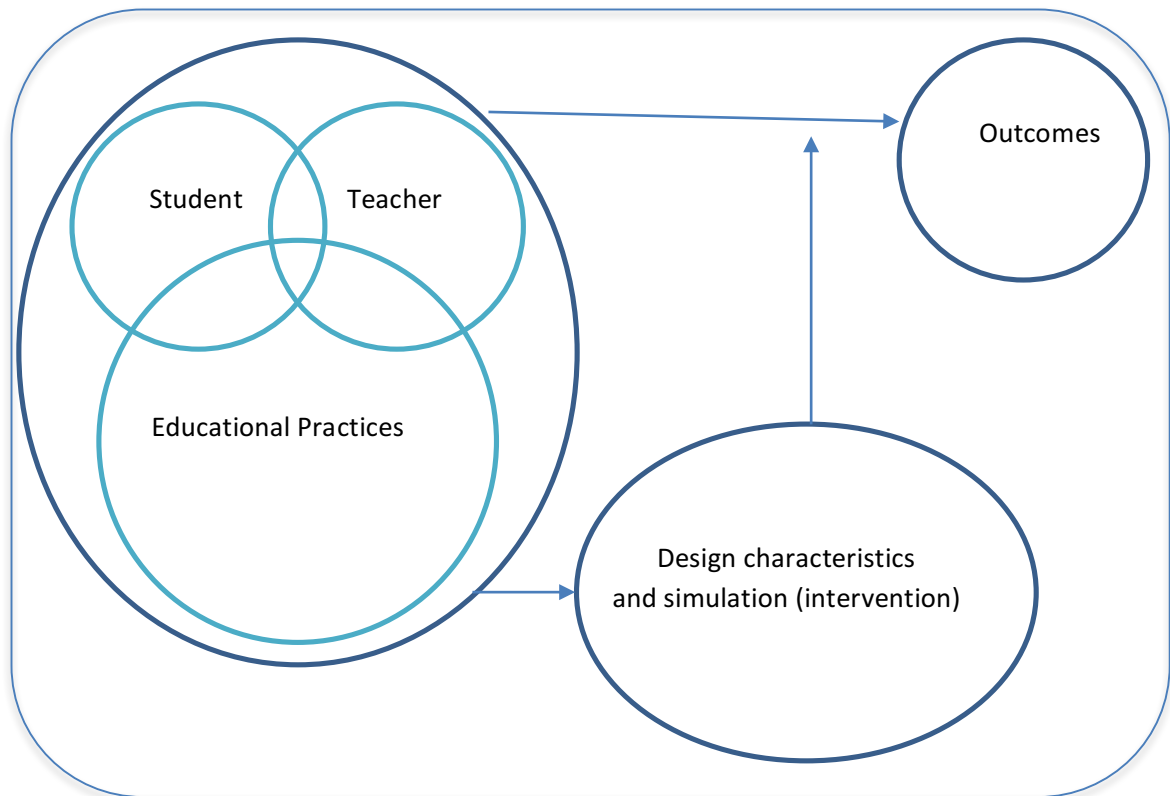 Student
Teacher
Outcomes
Educational Practices
Design characteristics
and simulation (intervention)